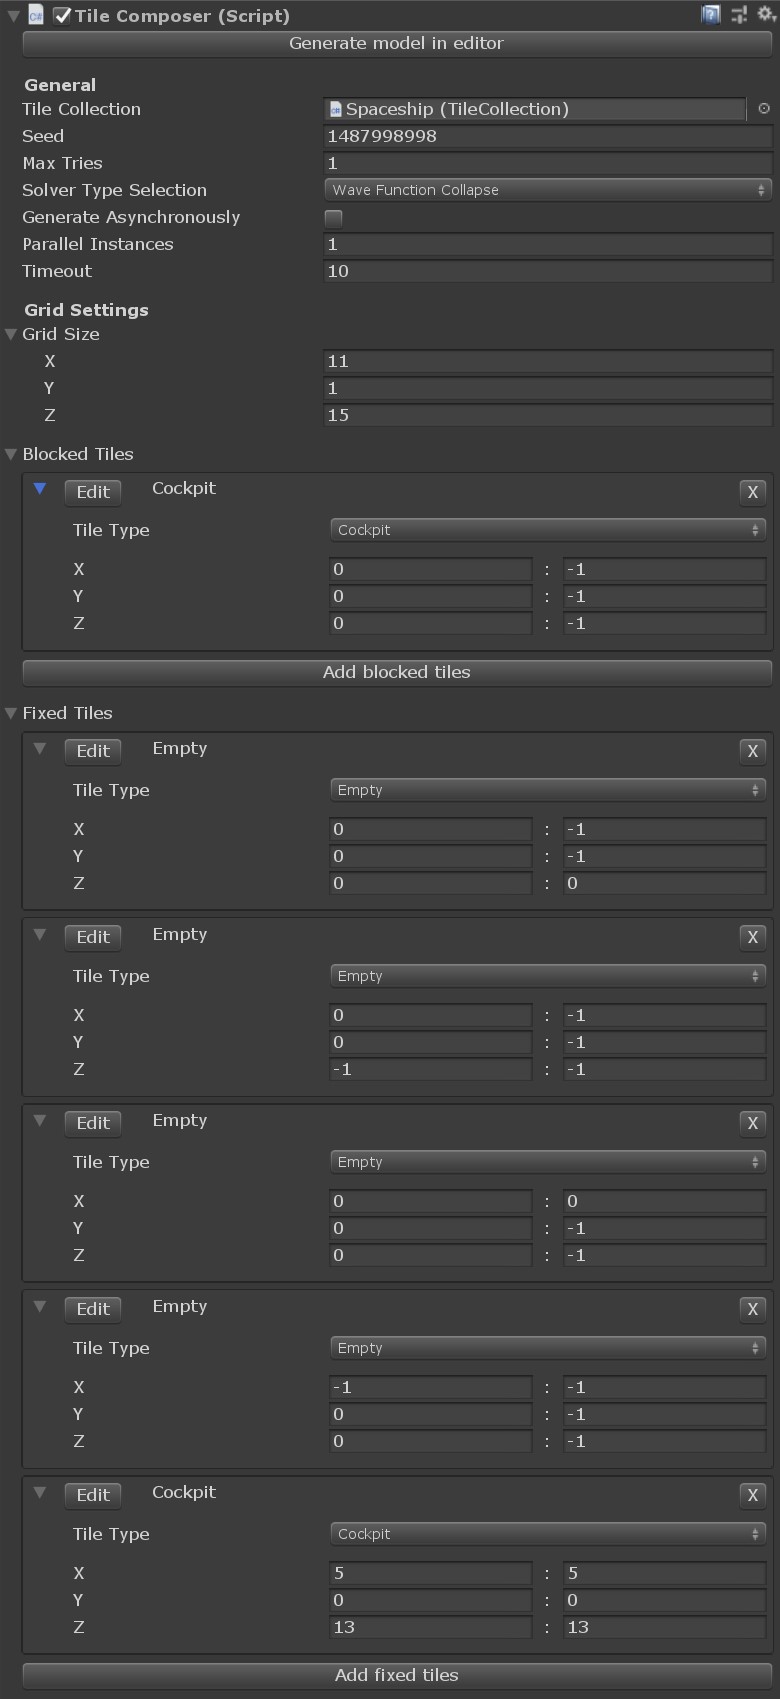 Tile Composer (Script)
Generate model in editor
General
Tile Collection Spaceship (TileCollection)
Seed 1487998998
Max Tries 1
Solver Type Selection Wave Function Collapse
Generate Asynchronously
Parallel Instances 1
Timeout 10
Grid Settings
Grid Size
X 11
Y 1
Z 15
Blocked Tiles
Edit Cockpit X
Tile Type Cockpit
X 0 : -1
Y 0 : -1
Z 0 : -1
Add blocked tiles
Fixed Tiles
Edit Empty X
Tile Type Empty
X 0 : -1
Y 0 : -1
Z 0 : 0
Edit Empty X
Tile Type Empty
X 0 : -1
Y 0 : -1
Z -1 : -1
Edit Empty X
Tile Type Empty
X 0 : 0
Y 0 : -1
Z 0 : -1
Edit Empty X
Tile Type Empty
X -1 : -1
Y 0 : -1
Z 0 : -1
Edit Cockpit X
Tile Type Cockpit
X 5 : 5
Y 0 : 0
Z 13 : 13
Add fixed tiles